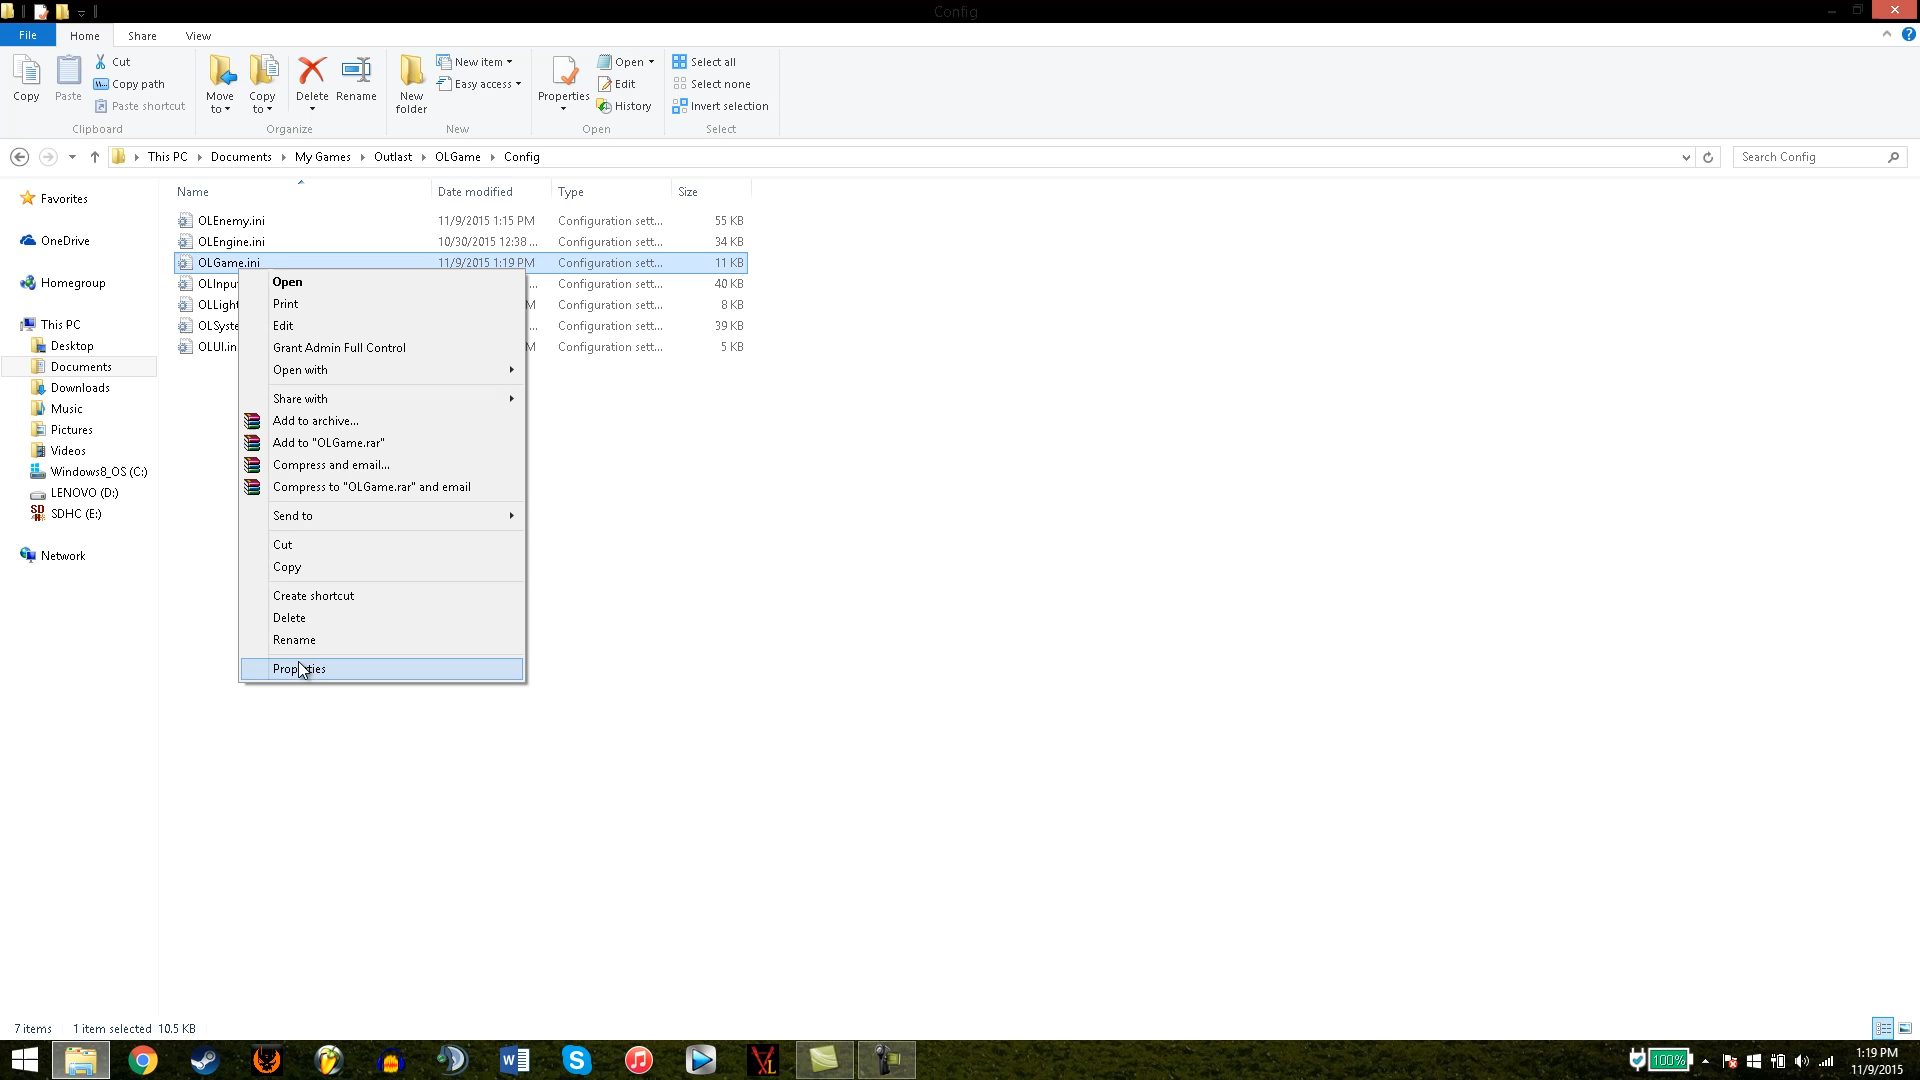 Config
File Home Share View
Copy
Paste
Cut
Copy path
Paste shortcut
Clipboard
Move to
Copy to
Delete
Rename
Organize
New folder
New item
Easy access
New
Properties
Open
Edit
History
Open
Select all
Select none
Invert selection
Select
This PC Documents My Games Outlast OLGame Config
Search Config
Name Date modified Type Size
OLEnemy.ini 11/9/2015 1:15 PM Configuration sett... 55 KB
OLEngine.ini 10/30/2015 12:38 ... Configuration sett... 34 KB
OLGame.ini 11/9/2015 1:19 PM Configuration sett... 11 KB
OLInpu ... Configuration sett... 40 KB
OLLight M Configuration sett... 8 KB
OLSyste ... Configuration sett... 39 KB
OLUI.in M Configuration sett... 5 KB
Favorites
OneDrive
Homegroup
This PC
Desktop
Documents
Downloads
Music
Pictures
Videos
Windows8_OS (C:)
LENOVO (D:)
SDHC (E:)
Network
Open
Print
Edit
Grant Admin Full Control
Open with
Share with
Add to archive...
Add to "OLGame.rar"
Compress and email...
Compress to "OLGame.rar" and email
Send to
Cut
Copy
Create shortcut
Delete
Rename
Properties
7 items 1 item selected 10.5 KB
100%
1:19 PM
11/9/2015